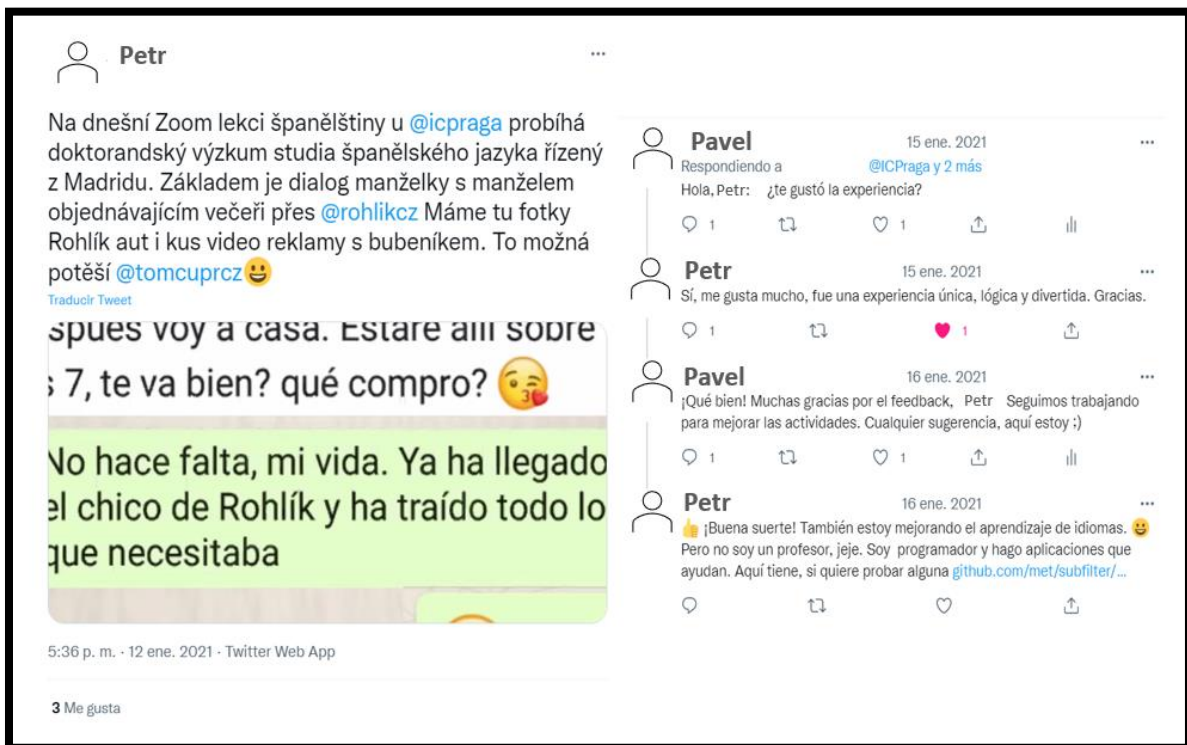 Petr
Na dnešní Zoom lekci španělštiny u @icpraga probíhá
doktorandský výzkum studia španělského jazyka řízený
z Madridu. Základem je dialog manželky s manželem
objednávajícím večeři přes @rohlikcz Máme tu fotky
Rohlík aut i kus video reklamy s bubeníkem. To možná
potěší @tomcuprcz😃
Traducir Tweet
spués voy a casa. Estaré allí sobre
s 7, te va bien? qué compro? 😘
No hace falta, mi vida. Ya ha llegado
el chico de Rohlík y ha traído todo lo
que necesitaba
5:36 p. m. · 12 ene. 2021 · Twitter Web App
3 Me gusta
Pavel 15 ene. 2021
Respondiendo a @ICPraga y 2 más
Hola, Petr: ¿te gustó la experiencia?
1 1
Petr 15 ene. 2021
Sí, me gusta mucho, fue una experiencia única, lógica y divertida. Gracias.
1 1
Pavel 16 ene. 2021
¡Qué bien! Muchas gracias por el feedback, Petr Seguimos trabajando
para mejorar las actividades. Cualquier sugerencia, aquí estoy :)
1 1
Petr 16 ene. 2021
👍 ¡Buena suerte! También estoy mejorando el aprendizaje de idiomas. 😃
Pero no soy un profesor, jeje. Soy programador y hago aplicaciones que
ayudan. Aquí tiene, si quiere probar alguna github.com/met/subfilter/...